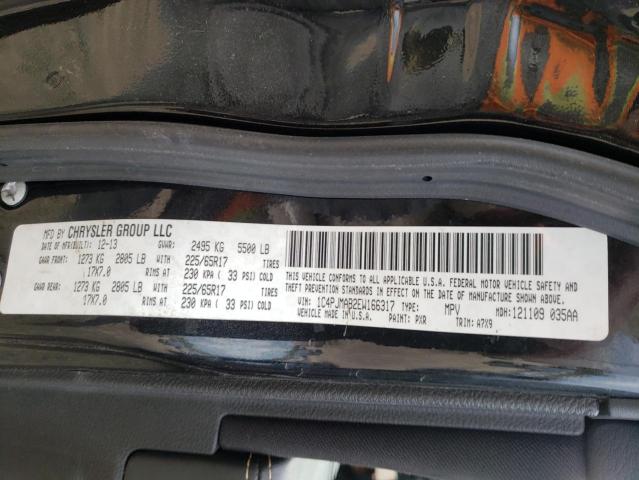 MFD BY CHRYSLER GROUP LLC
DATE OF MFR(BUILT): 12-13 GVWR: 2495 KG 5500 LB
GAWR FRONT: 1273 KG 2805 LB WITH 225/65R17 TIRES
17X7.0 RIMS AT 230 KPA ( 33 PSI) COLD
GAWR REAR: 1273 KG 2805 LB WITH 225/65R17 TIRES
17X7.0 RIMS AT 230 KPA ( 33 PSI) COLD
THIS VEHICLE CONFORMS TO ALL APPLICABLE U.S.A. FEDERAL MOTOR VEHICLE SAFETY AND
THEFT PREVENTION STANDARDS IN EFFECT ON THE DATE OF MANUFACTURE SHOWN ABOVE.
VIN: 1C4PJMAB2EW166317 TYPE: MPV MDH: 121109 035AA
VEHICLE MADE IN U.S.A. PAINT: PXR TRIM: A7X9